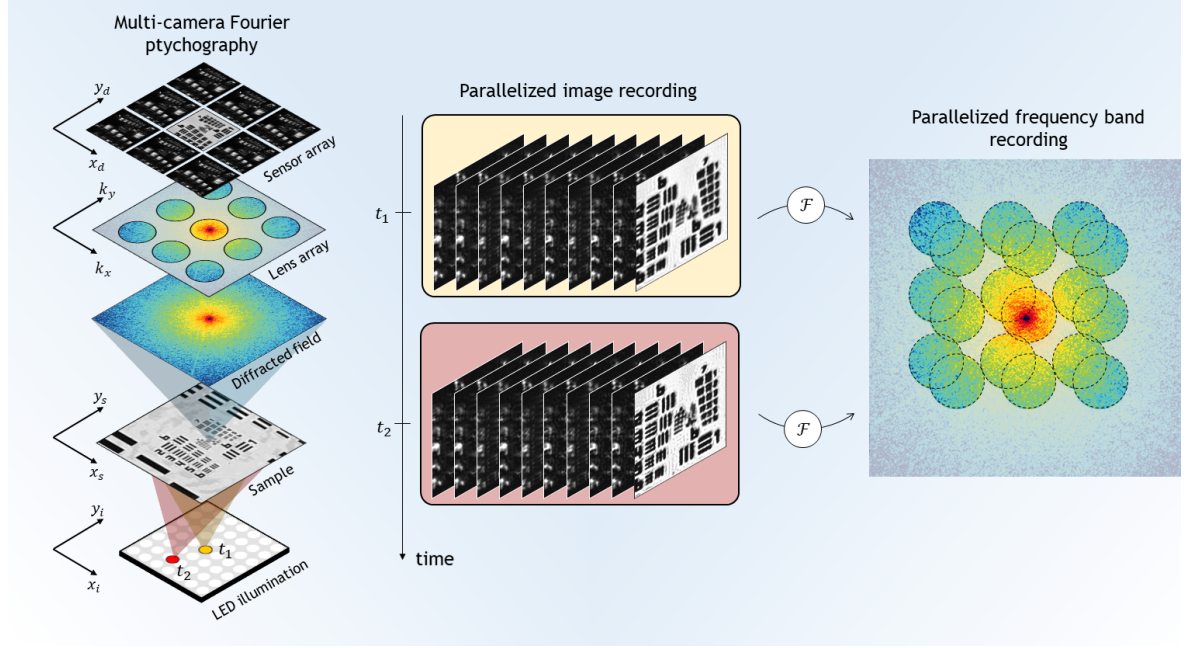 Multi-camera Fourier
ptychography
y_d
x_d
Sensor array
k_y
k_x
Lens array
Diffracted field
y_s
x_s
Sample
y_i
x_i
t_1
t_2
LED illumination
Parallelized image recording
t_1
t_2
time
ℱ
ℱ
Parallelized frequency band
recording